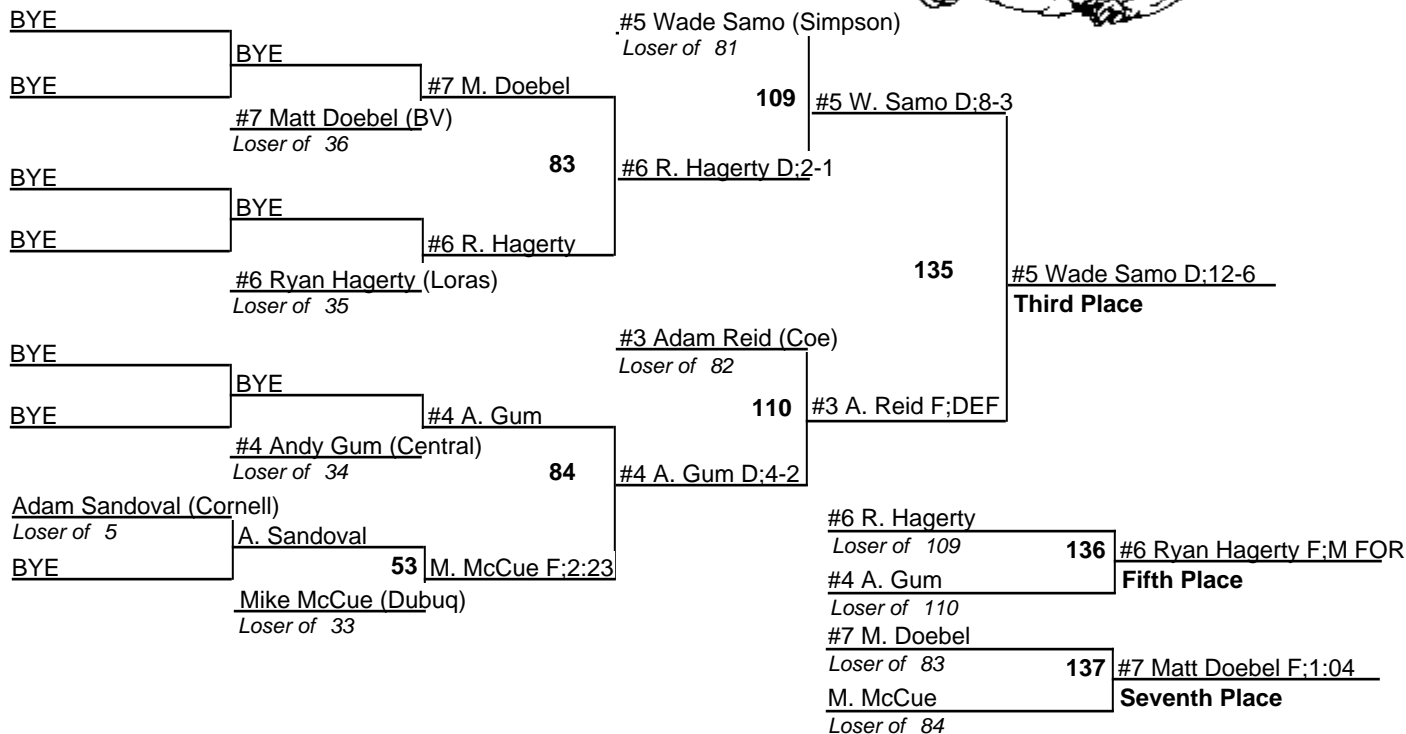 BYE
BYE
BYE
#7 Matt Doebel (BV)
Loser of 36
#7 M. Doebel
BYE
BYE
BYE
#6 Ryan Hagerty (Loras)
Loser of 35
#6 R. Hagerty
83
#6 R. Hagerty D;2-1
#5 Wade Samo (Simpson)
Loser of 81
109
#5 W. Samo D;8-3
BYE
BYE
BYE
#4 Andy Gum (Central)
Loser of 34
#4 A. Gum
Adam Sandoval (Cornell)
Loser of 5
BYE
A. Sandoval
53
Mike McCue (Dubuq)
Loser of 33
M. McCue F;2:23
84
#4 A. Gum D;4-2
#3 Adam Reid (Coe)
Loser of 82
110
#3 A. Reid F;DEF
135
#5 Wade Samo D;12-6
Third Place
#6 R. Hagerty
Loser of 109
#4 A. Gum
Loser of 110
136
#6 Ryan Hagerty F;M FOR
Fifth Place
#7 M. Doebel
Loser of 83
M. McCue
Loser of 84
137
#7 Matt Doebel F;1:04
Seventh Place